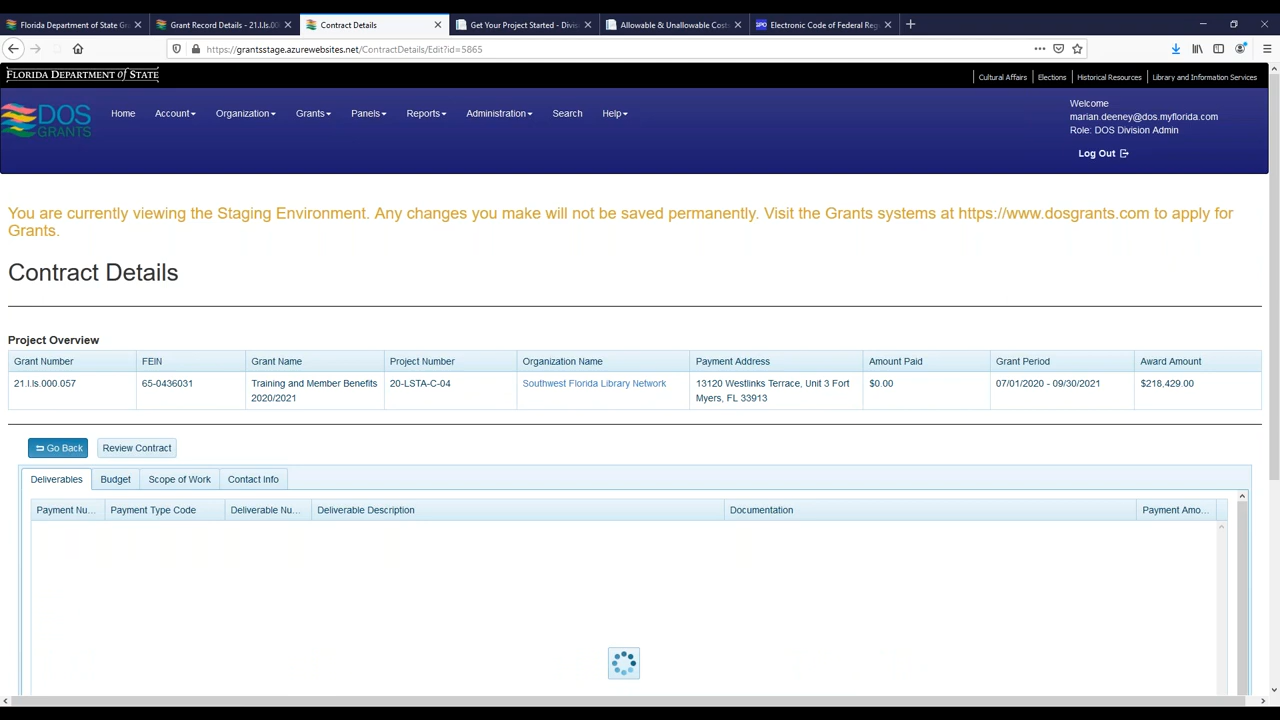 Florida Department of State Gr
Grant Record Details - 21.l.ls.00
Contract Details
Get Your Project Started - Divis
Allowable & Unallowable Cost
Electronic Code of Federal Reg
https://grantsstage.azurewebsites.net/ContractDetails/Edit?id=5865
FLORIDA DEPARTMENT of STATE
Cultural Affairs
Elections
Historical Resources
Library and Information Services
DOS
GRANTS
Home
Account
Organization
Grants
Panels
Reports
Administration
Search
Help
Welcome
marian.deeney@dos.myflorida.com
Role: DOS Division Admin
Log Out
You are currently viewing the Staging Environment. Any changes you make will not be saved permanently. Visit the Grants systems at https://www.dosgrants.com to apply for
Grants.
Contract Details
Project Overview
Grant Number
FEIN
Grant Name
Project Number
Organization Name
Payment Address
Amount Paid
Grant Period
Award Amount
21.l.ls.000.057
65-0436031
Training and Member Benefits
2020/2021
20-LSTA-C-04
Southwest Florida Library Network
13120 Westlinks Terrace, Unit 3 Fort
Myers, FL 33913
$0.00
07/01/2020 - 09/30/2021
$218,429.00
Go Back
Review Contract
Deliverables
Budget
Scope of Work
Contact Info
Payment Nu...
Payment Type Code
Deliverable Nu...
Deliverable Description
Documentation
Payment Amo...